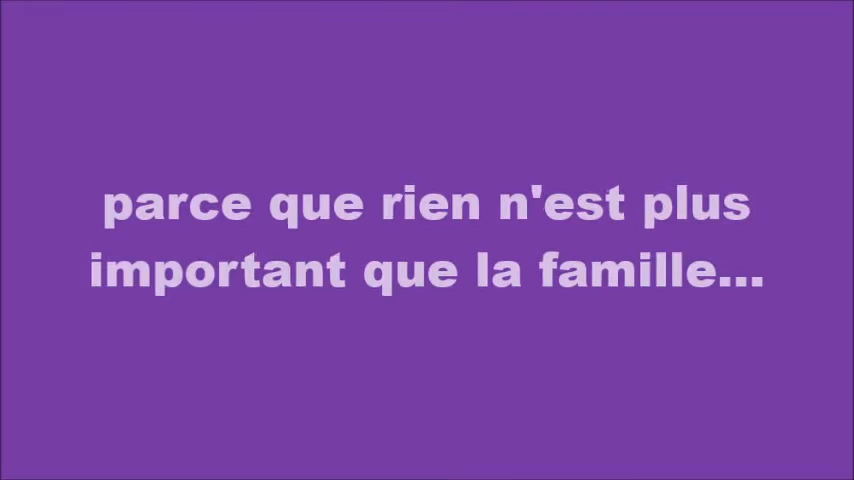 parce que rien n'est plus
important que la famille...